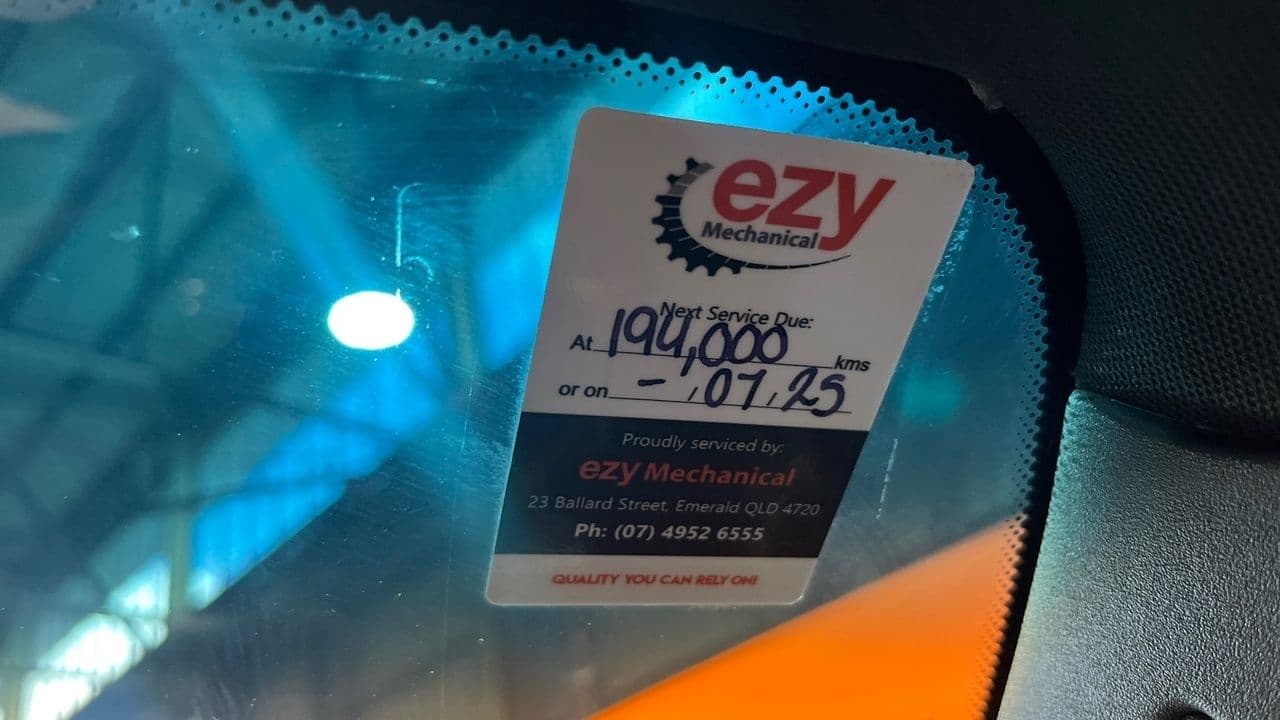 ezy
Mechanical
Next Service Due:
At 194,000 kms
or on - / 07 / 25
Proudly serviced by:
ezy Mechanical
23 Ballard Street, Emerald QLD 4720
Ph: (07) 4952 6555
QUALITY YOU CAN RELY ON!